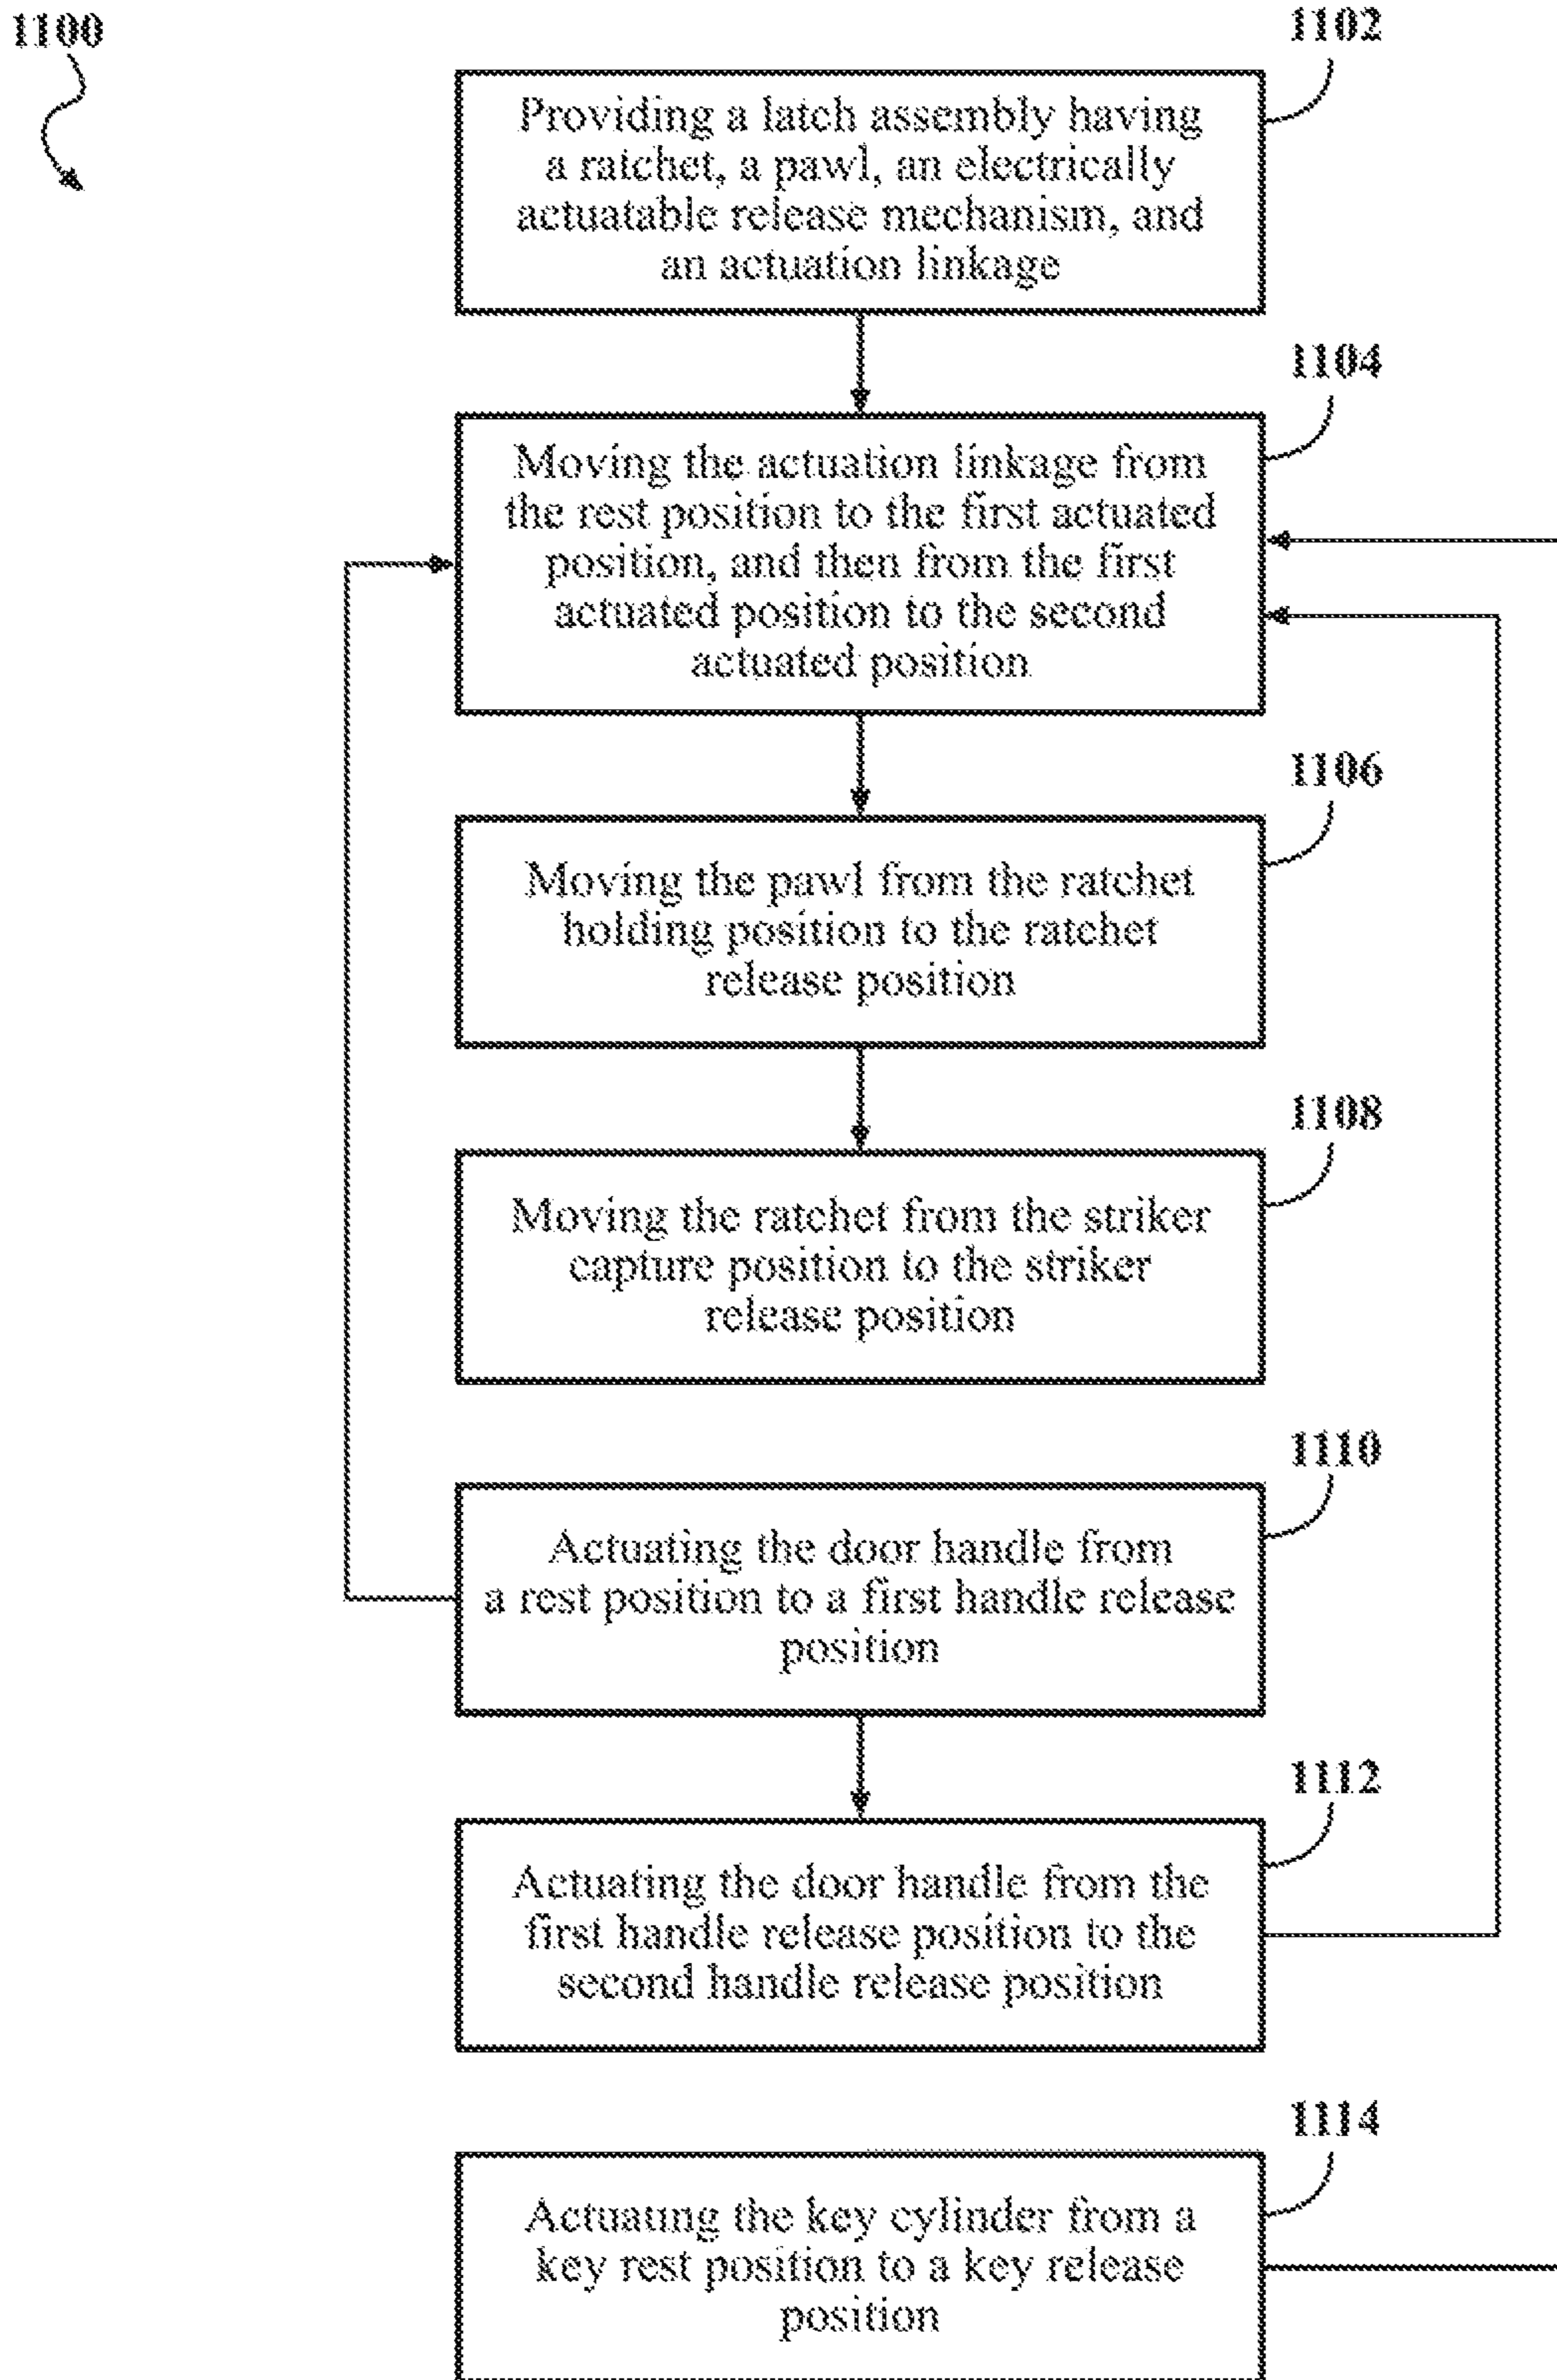 1100
1102
Providing a latch assembly having
a ratchet, a pawl, an electrically
actuatable release mechanism, and
an actuation linkage
1104
Moving the actuation linkage from
the rest position to the first actuated
position, and then from the first
actuated position to the second
actuated position
1106
Moving the pawl from the ratchet
holding position to the ratchet
release position
1108
Moving the ratchet from the striker
capture position to the striker
release position
1110
Actuating the door handle from
a rest position to a first handle release
position
1112
Actuating the door handle from the
first handle release position to the
second handle release position
1114
Actuating the key cylinder from a
key rest position to a key release
position